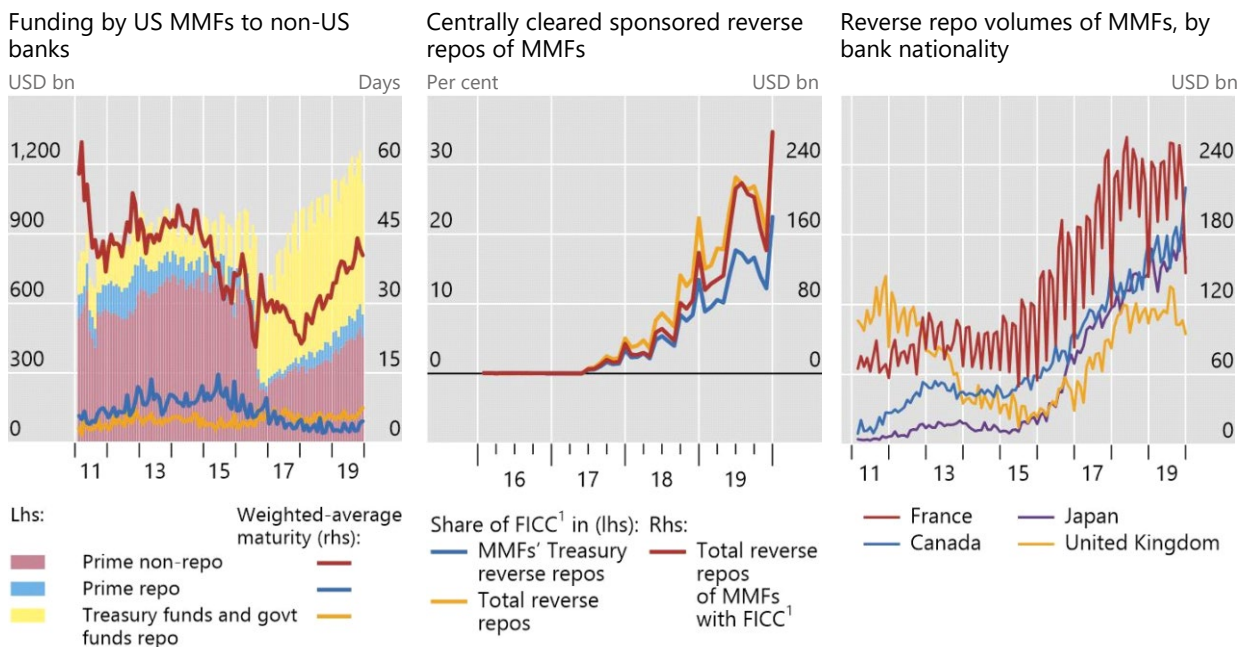 Funding by US MMFs to non-US
banks
USD bn Days
1,200 60
900 45
600 30
300 15
0 0
11 13 15 17 19
Lhs: Weighted-average
maturity (rhs):
Prime non-repo
Prime repo
Treasury funds and govt
funds repo
Centrally cleared sponsored reverse
repos of MMFs
Per cent USD bn
30 240
20 160
10 80
0 0
16 17 18 19
Share of FICC¹ in (lhs): Rhs:
MMFs' Treasury
reverse repos
Total reverse
repos
Total reverse
repos
of MMFs
with FICC¹
Reverse repo volumes of MMFs, by
bank nationality
USD bn
240
180
120
60
0
11 13 15 17 19
France Japan
Canada United Kingdom